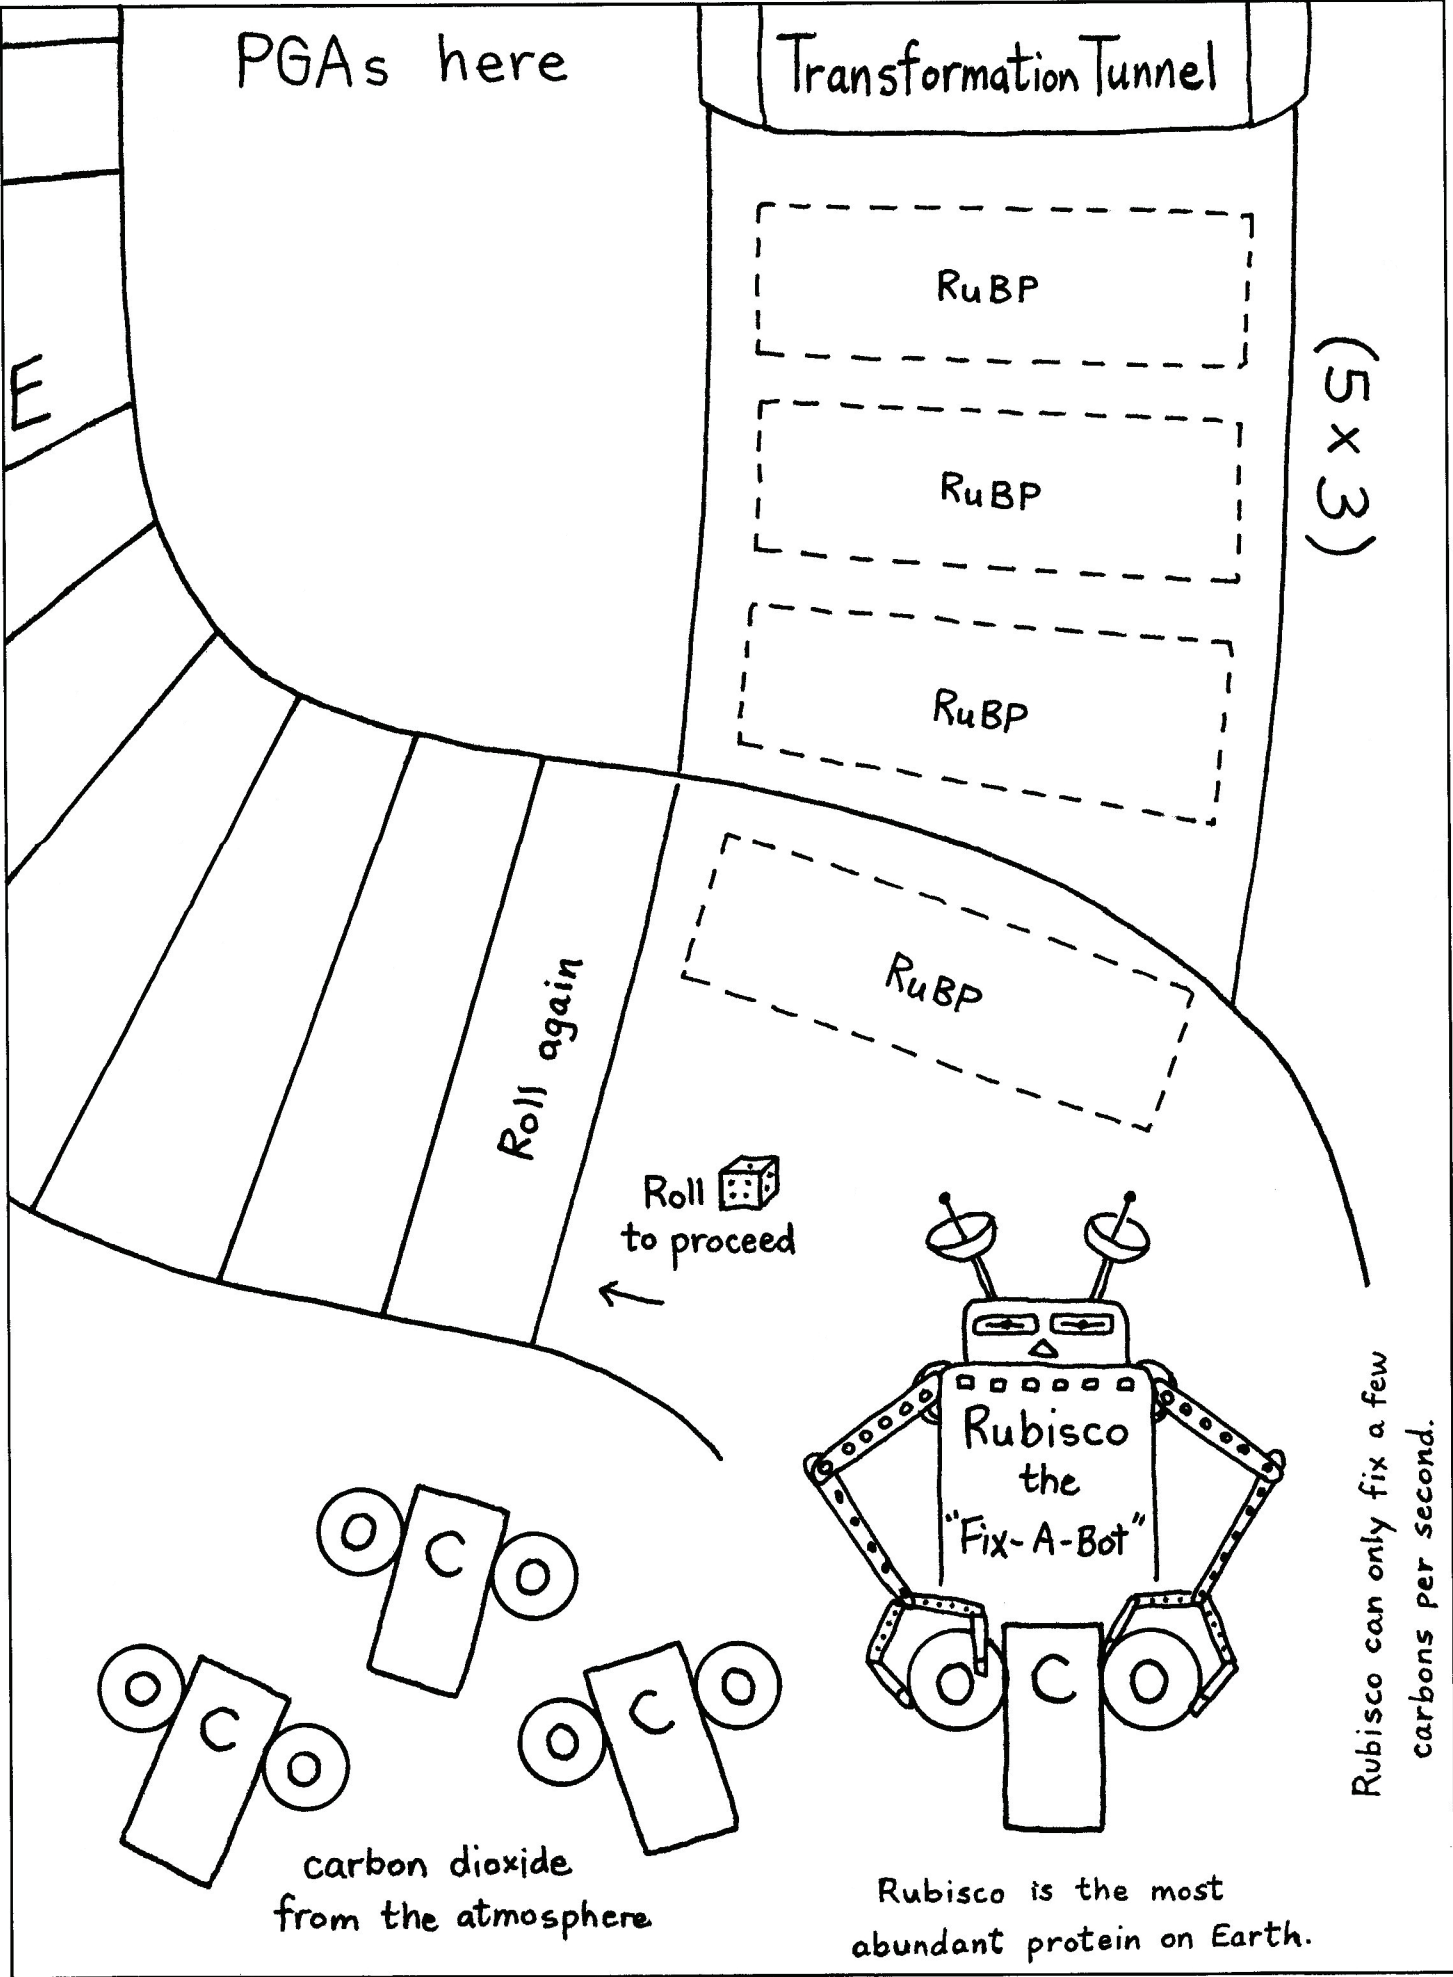 PGAs here
Transformation Tunnel
RuBP
RuBP
RuBP
(5 x 3)
E
RuBP
Roll again
Roll
to proceed
Rubisco
the
"Fix-A-Bot"
Rubisco can only fix a few
carbons per second.
O C O
O C O
O C O
O C O
carbon dioxide
from the atmosphere
Rubisco is the most
abundant protein on Earth.